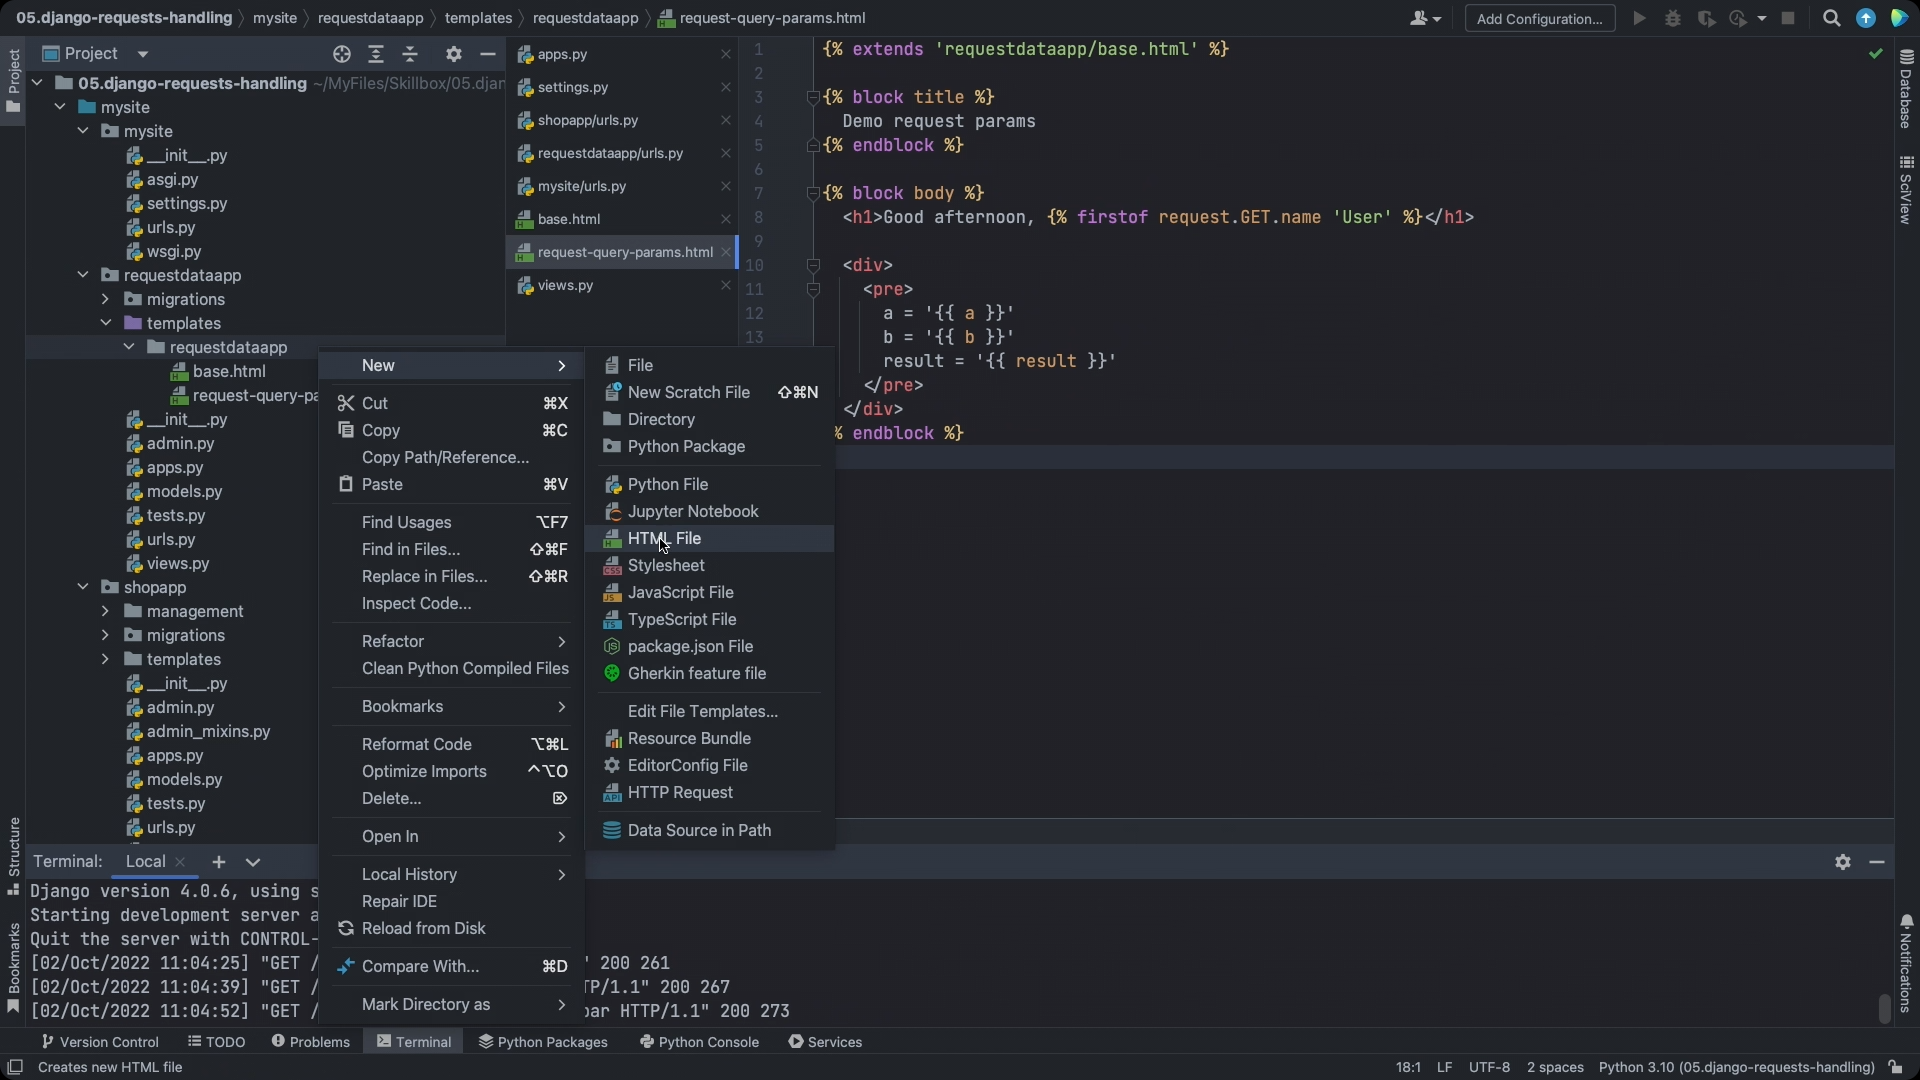 05.django-requests-handling
mysite
requestdataapp
templates
requestdataapp
request-query-params.html
Add Configuration...
Project
Project
05.django-requests-handling ~/MyFiles/Skillbox/05.djan
mysite
mysite
__init__.py
asgi.py
settings.py
urls.py
wsgi.py
requestdataapp
migrations
templates
requestdataapp
base.html
request-query-pa
__init__.py
admin.py
apps.py
models.py
tests.py
urls.py
views.py
shopapp
management
migrations
templates
__init__.py
admin.py
admin_mixins.py
apps.py
models.py
tests.py
urls.py
apps.py
settings.py
shopapp/urls.py
requestdataapp/urls.py
mysite/urls.py
base.html
request-query-params.html
views.py
1 {% extends 'requestdataapp/base.html' %}
2
3 {% block title %}
4 Demo request params
5 {% endblock %}
6
7 {% block body %}
8 <h1>Good afternoon, {% firstof request.GET.name 'User' %}</h1>
9
10 <div>
11 <pre>
12 a = '{{ a }}'
13 b = '{{ b }}'
result = '{{ result }}'
</pre>
</div>
% endblock %}
New
Cut ⌘X
Copy ⌘C
Copy Path/Reference...
Paste ⌘V
Find Usages ⌥F7
Find in Files... ⇧⌘F
Replace in Files... ⇧⌘R
Inspect Code...
Refactor
Clean Python Compiled Files
Bookmarks
Reformat Code ⌥⌘L
Optimize Imports ^⌥O
Delete... ⌦
Open In
Local History
Repair IDE
Reload from Disk
Compare With... ⌘D
Mark Directory as
File
New Scratch File ⇧⌘N
Directory
Python Package
Python File
Jupyter Notebook
HTML File
Stylesheet
JavaScript File
TypeScript File
package.json File
Gherkin feature file
Edit File Templates...
Resource Bundle
EditorConfig File
HTTP Request
Data Source in Path
Database
SciView
Notifications
Structure
Bookmarks
Terminal: Local
Django version 4.0.6, using s
Starting development server a
Quit the server with CONTROL-
[02/Oct/2022 11:04:25] "GET / " 200 261
[02/Oct/2022 11:04:39] "GET / TP/1.1" 200 267
[02/Oct/2022 11:04:52] "GET / bar HTTP/1.1" 200 273
Version Control
TODO
Problems
Terminal
Python Packages
Python Console
Services
Creates new HTML file
18:1 LF UTF-8 2 spaces Python 3.10 (05.django-requests-handling)